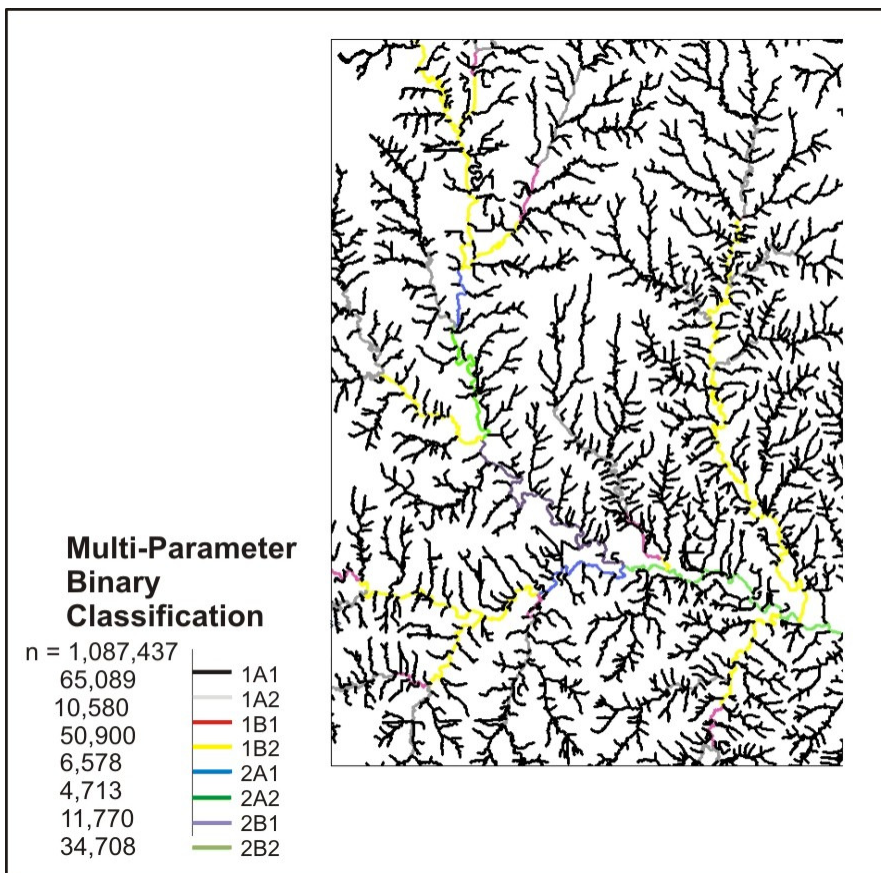 Multi-Parameter
Binary
Classification
n = 1,087,437
1A1
65,089
1A2
10,580
1B1
50,900
1B2
6,578
2A1
4,713
2A2
11,770
2B1
34,708
2B2